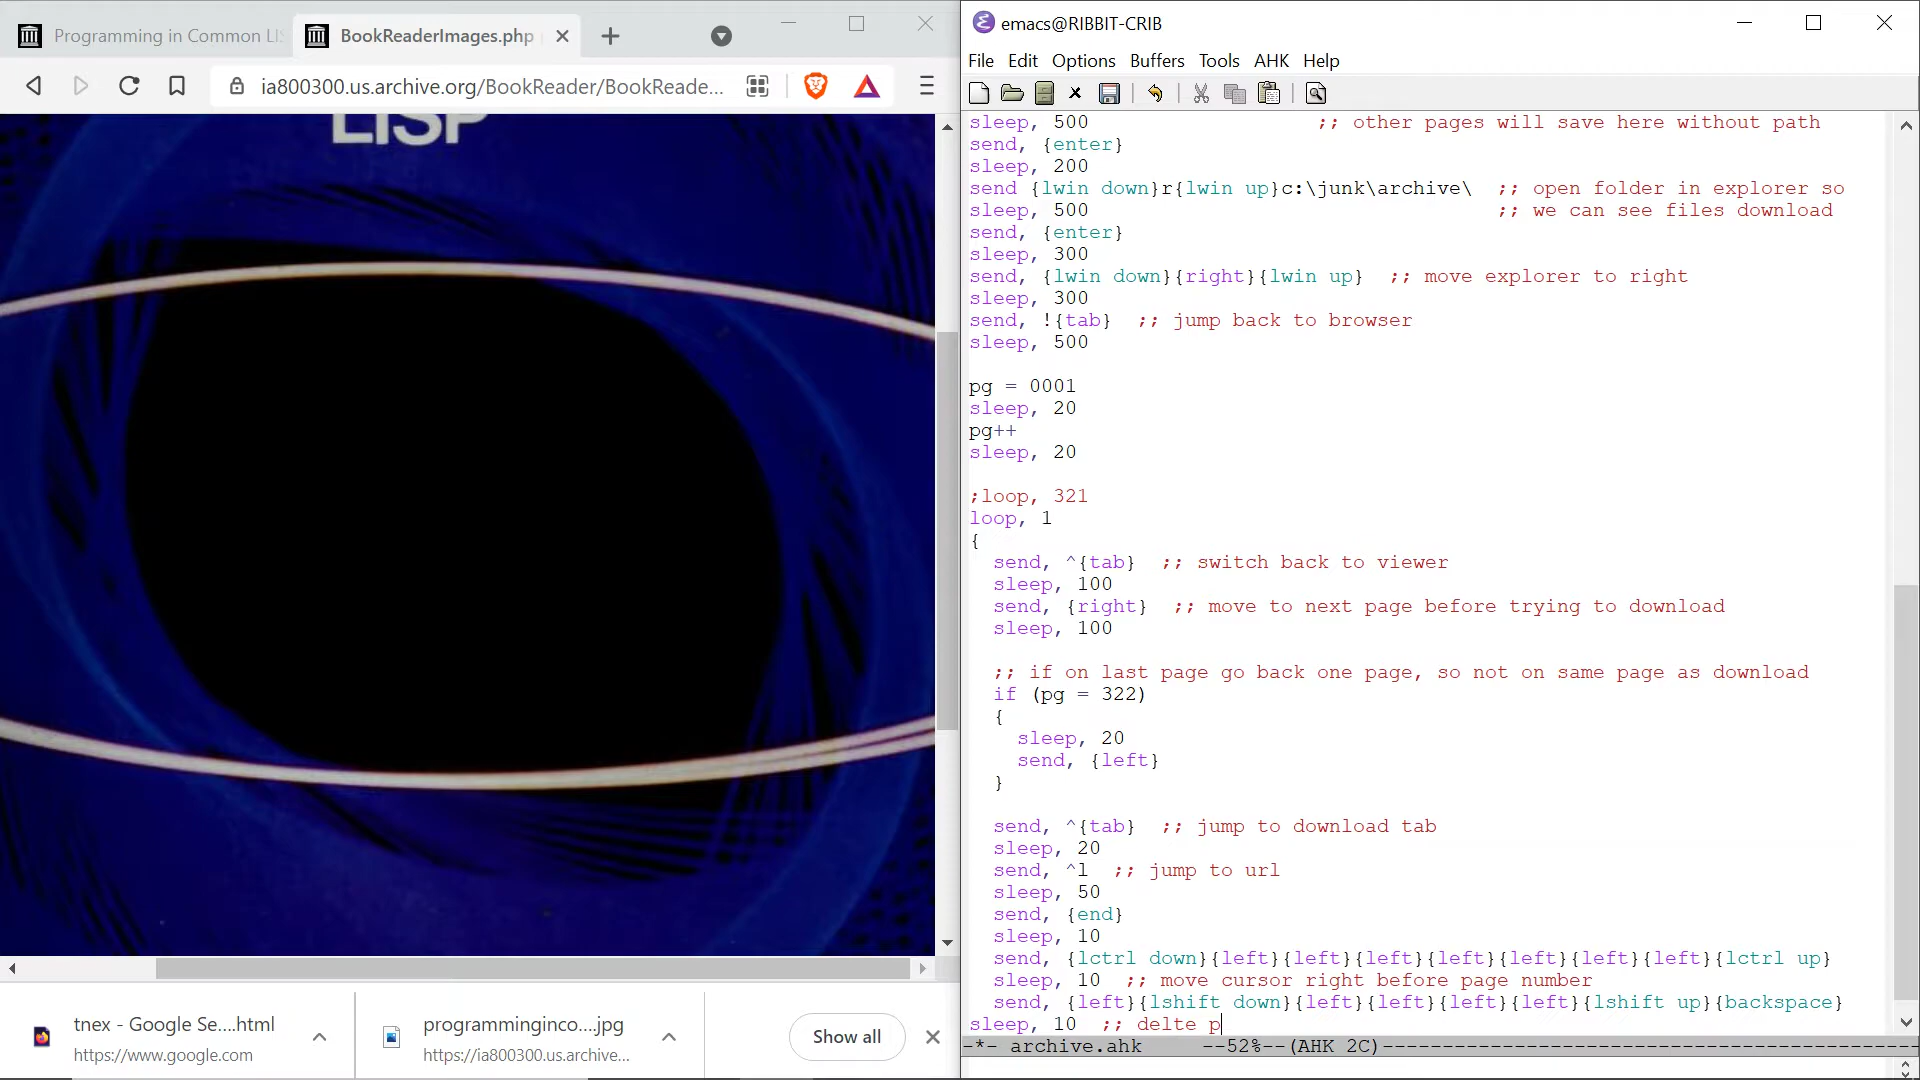 Programming in Common LI
BookReaderImages.php
ia800300.us.archive.org/BookReader/BookReade...
LISP
tnex - Google Se....html
https://www.google.com
programminginco....jpg
https://ia800300.us.archive...
Show all
emacs@RIBBIT-CRIB
File Edit Options Buffers Tools AHK Help
sleep, 500 ;; other pages will save here without path
send, {enter}
sleep, 200
send {lwin down}r{lwin up}c:\junk\archive\ ;; open folder in explorer so
sleep, 500 ;; we can see files download
send, {enter}
sleep, 300
send, {lwin down}{right}{lwin up} ;; move explorer to right
sleep, 300
send, !{tab} ;; jump back to browser
sleep, 500
pg = 0001
sleep, 20
pg++
sleep, 20
;loop, 321
loop, 1
{
send, ^{tab} ;; switch back to viewer
sleep, 100
send, {right} ;; move to next page before trying to download
sleep, 100
;; if on last page go back one page, so not on same page as download
if (pg = 322)
{
sleep, 20
send, {left}
}
send, ^{tab} ;; jump to download tab
sleep, 20
send, ^l ;; jump to url
sleep, 50
send, {end}
sleep, 10
send, {lctrl down}{left}{left}{left}{left}{left}{left}{left}{lctrl up}
sleep, 10 ;; move cursor right before page number
send, {left}{lshift down}{left}{left}{left}{left}{lshift up}{backspace}
sleep, 10 ;; delte p
-*- archive.ahk --52%--(AHK 2C)--------------------------------------------